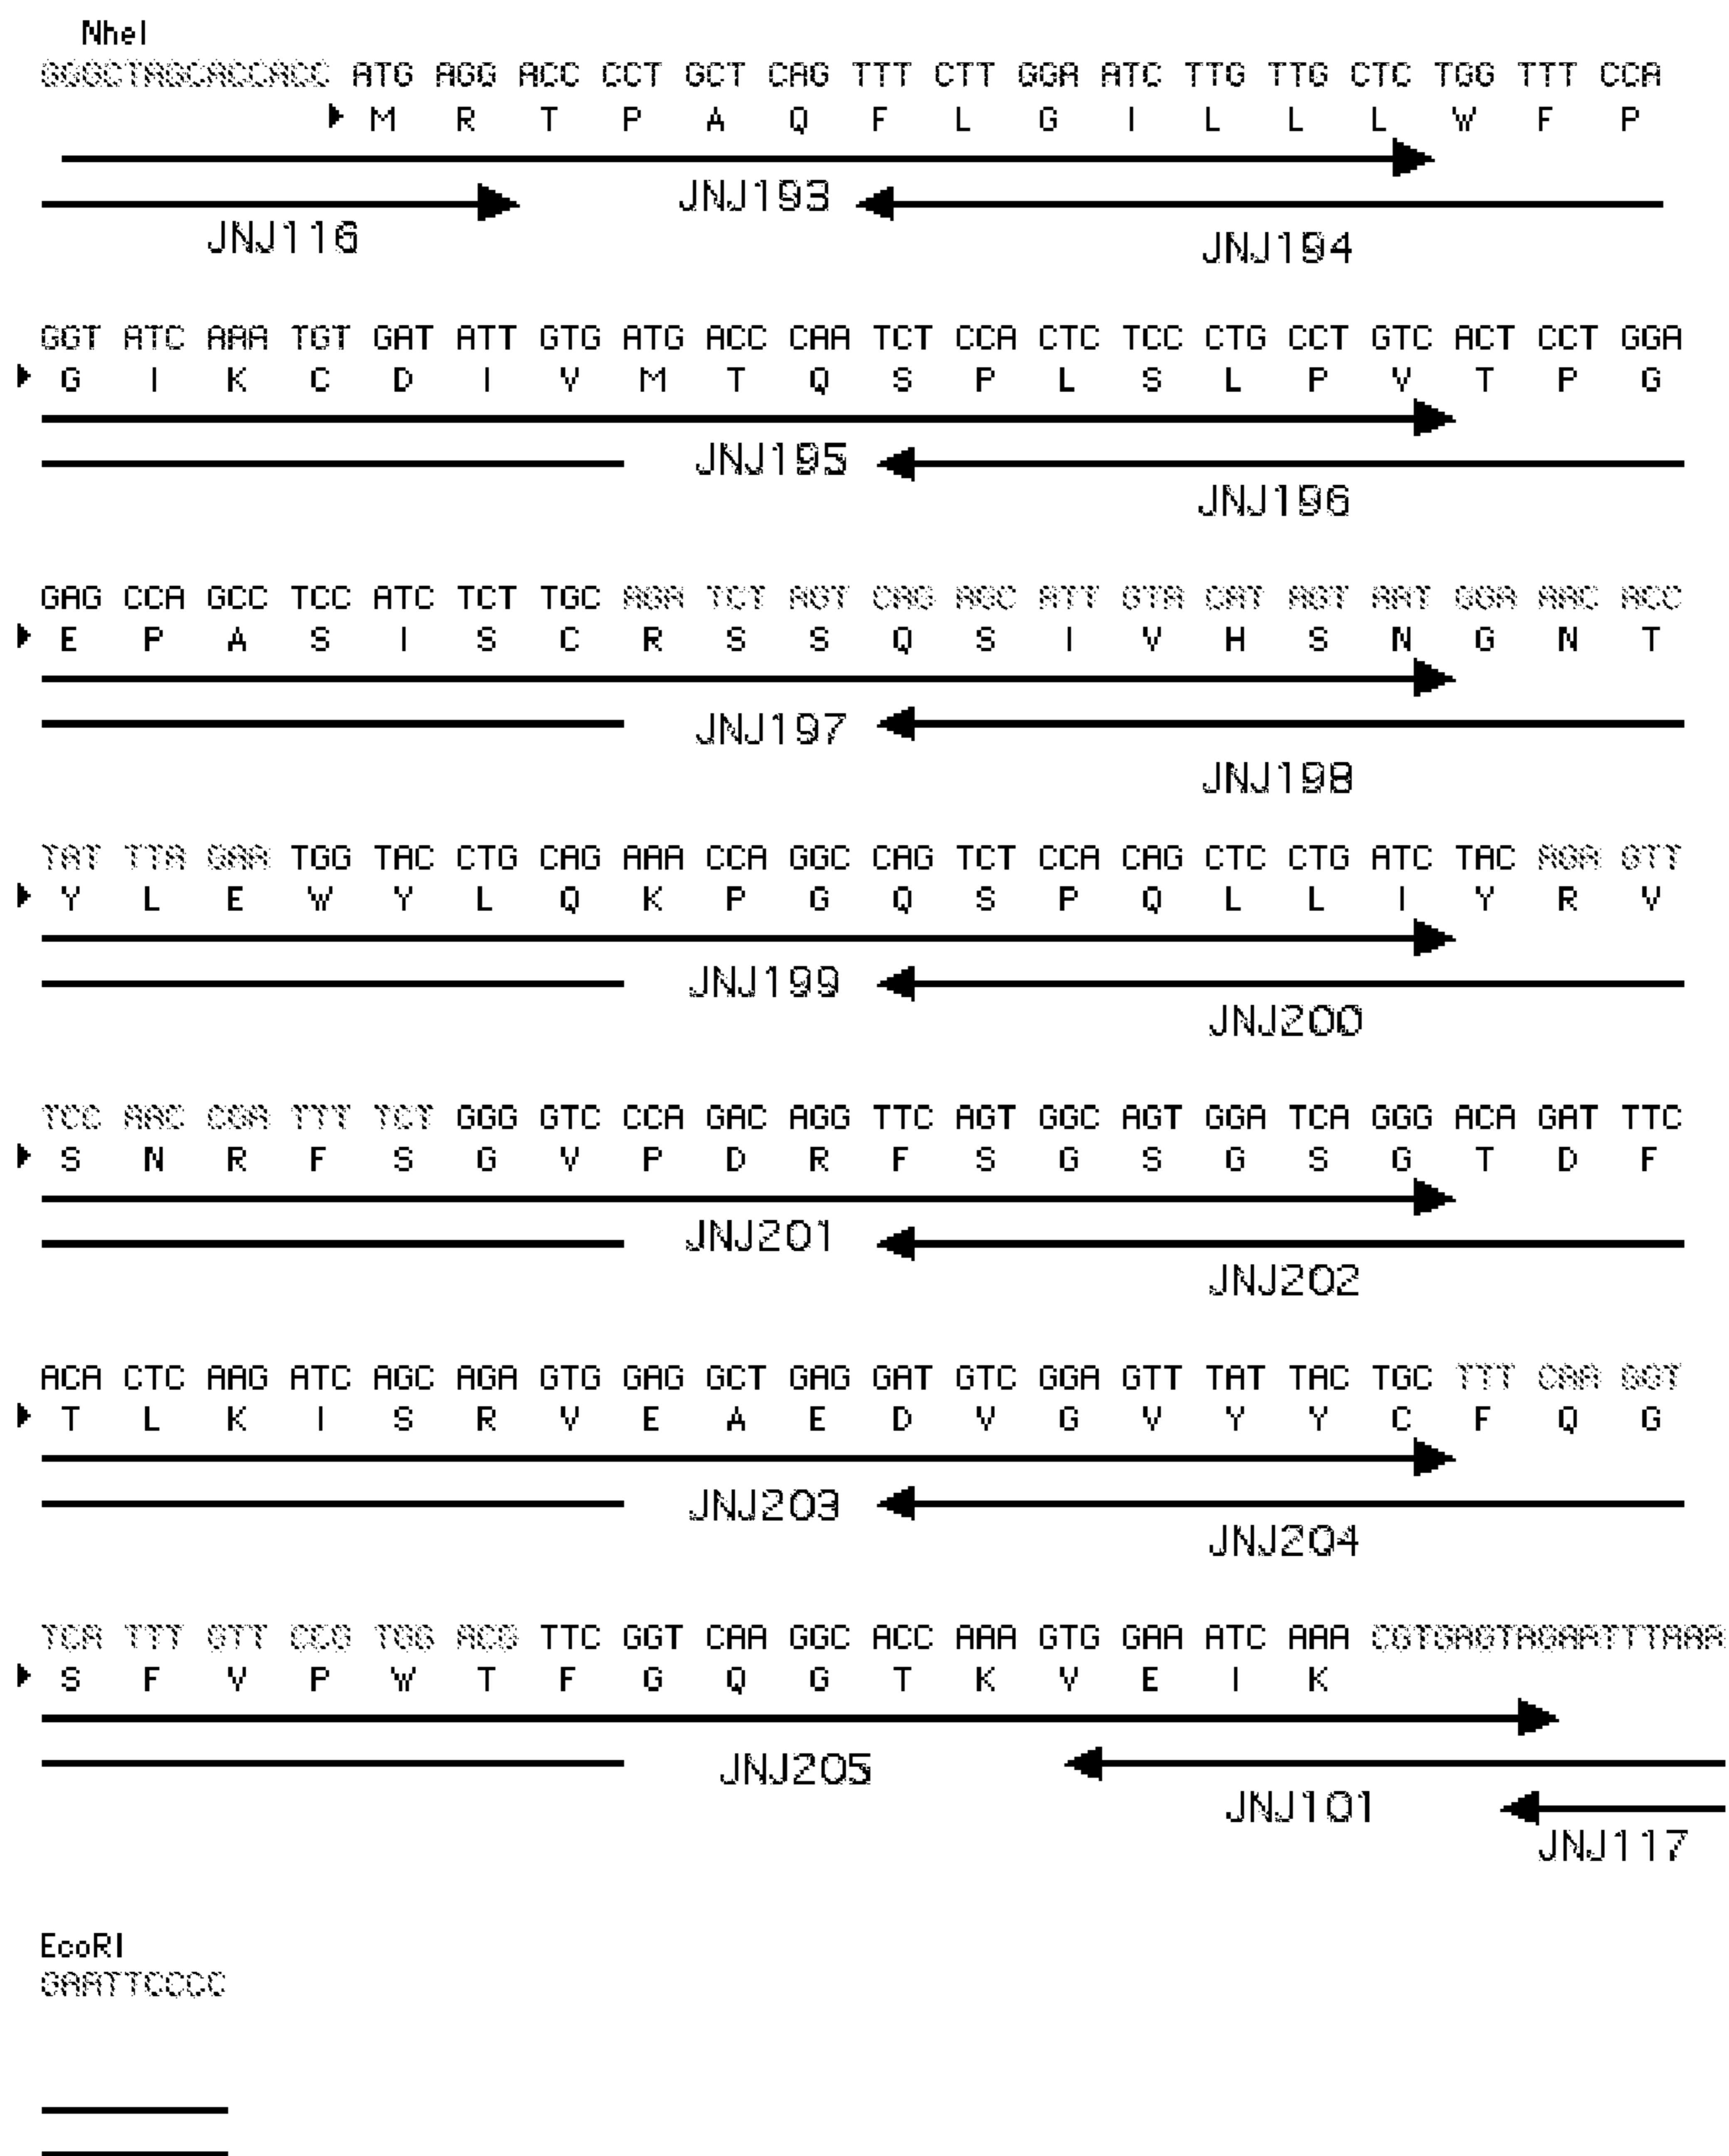 NheI
GGGCTAGCACCACC ATG AGG ACC CCT GCT CAG TTT CTT GGA ATC TTG TTG CTC TGG TTT CCA
M R T P A Q F L G I L L L W F P
JNJ193
JNJ116
JNJ194
GGT ATC AAA TGT GAT ATT GTG ATG ACC CAA TCT CCA CTC TCC CTG CCT GTC ACT CCT GGA
G I K C D I V M T Q S P L S L P V T P G
JNJ195
JNJ196
GAG CCA GCC TCC ATC TCT TGC AGA TCT AGT CAG AGC ATT GTA CAT AGT AAT GGA AAC ACC
E P A S I S C R S S Q S I V H S N G N T
JNJ197
JNJ198
TAT TTA GAA TGG TAC CTG CAG AAA CCA GGC CAG TCT CCA CAG CTC CTG ATC TAC AGA GTT
Y L E W Y L Q K P G Q S P Q L L I Y R V
JNJ199
JNJ200
TCC AAC CGA TTT TCT GGG GTC CCA GAC AGG TTC AGT GGC AGT GGA TCA GGG ACA GAT TTC
S N R F S G V P D R F S G S G S G T D F
JNJ201
JNJ202
ACA CTC AAG ATC AGC AGA GTG GAG GCT GAG GAT GTC GGA GTT TAT TAC TGC TTT CAA GGT
T L K I S R V E A E D V G V Y Y C F Q G
JNJ203
JNJ204
TCA TTT GTT CCG TGG ACG TTC GGT CAA GGC ACC AAA GTG GAA ATC AAA CGTGAGTAGAATTTAAA
S F V P W T F G Q G T K V E I K
JNJ205
JNJ101
JNJ117
EcoRI
GAATTCCCC